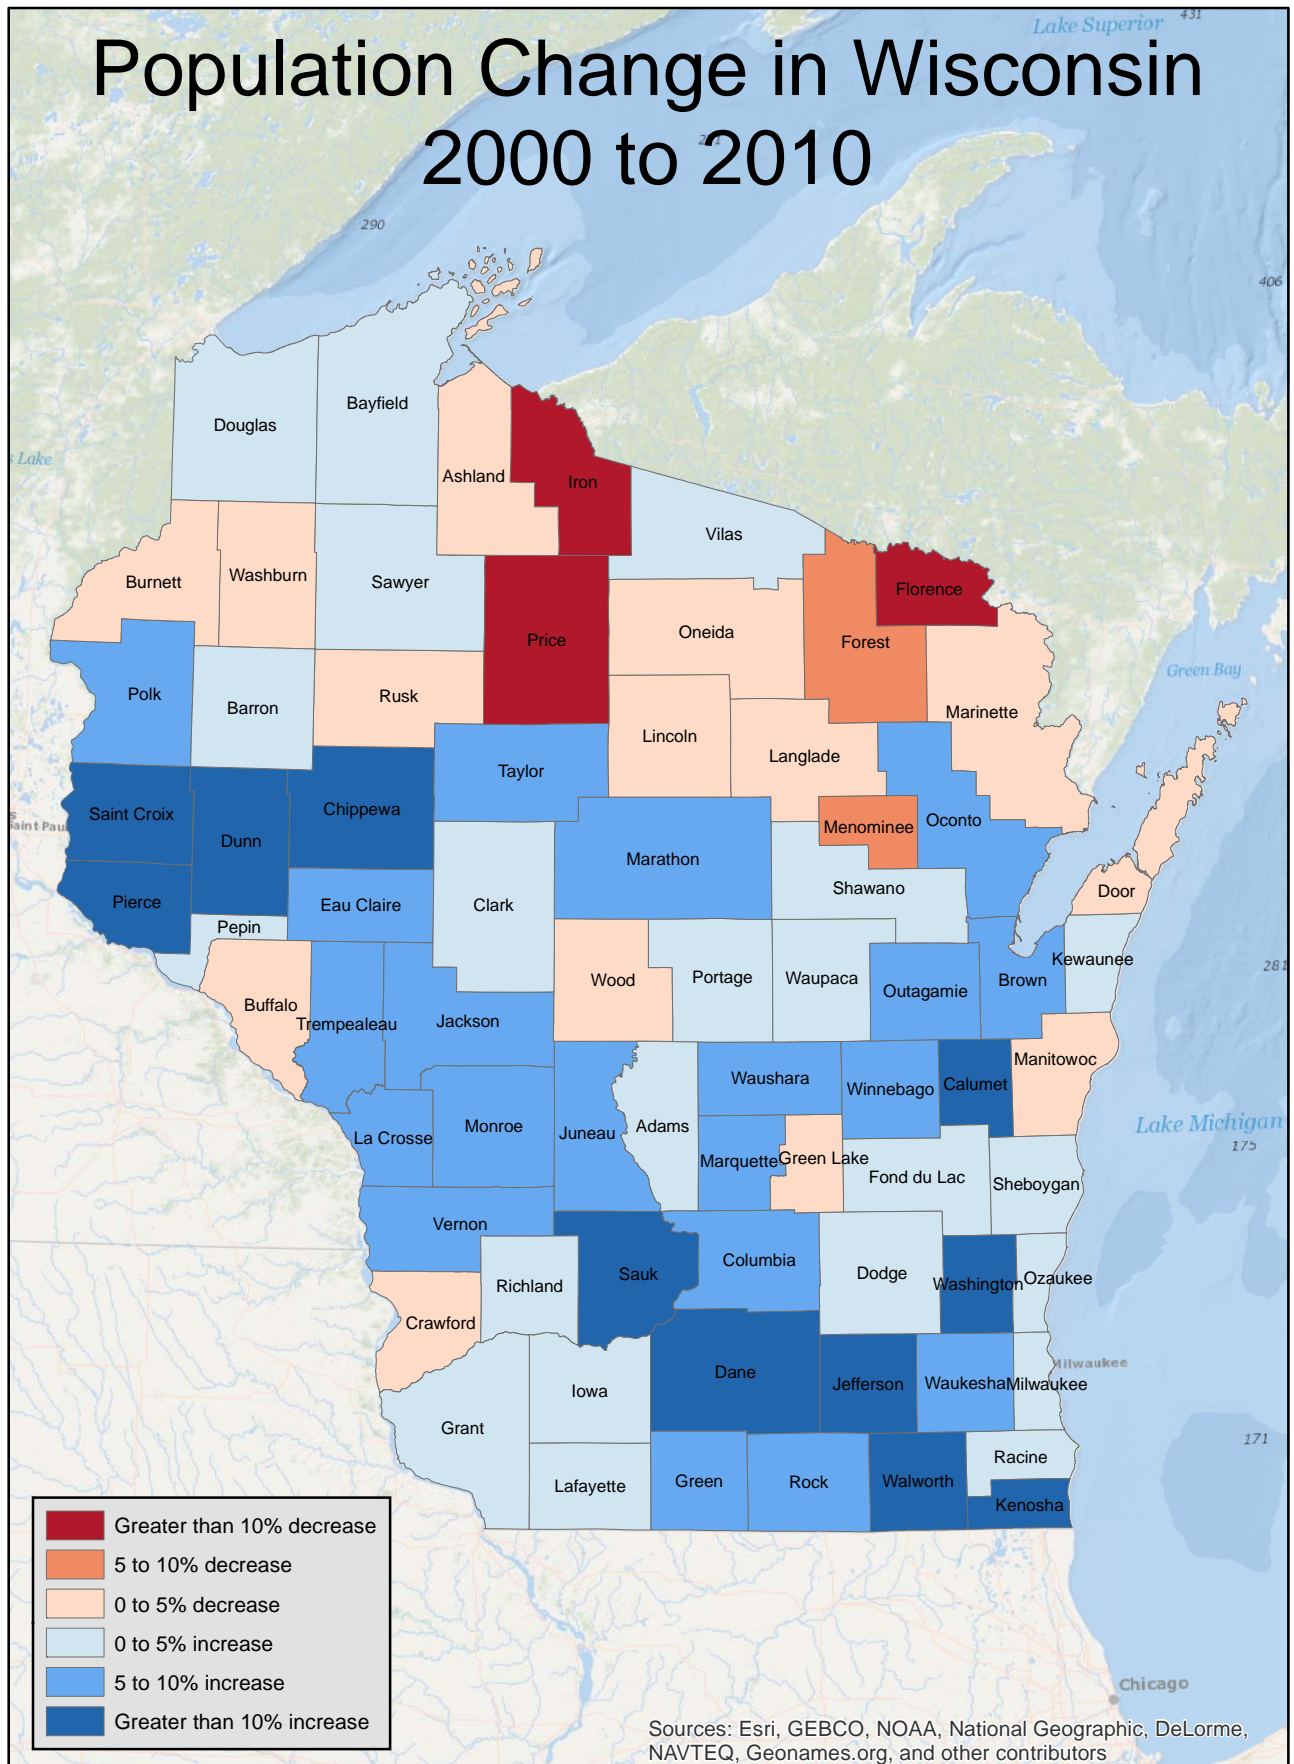 Lake Superior
431
Population Change in Wisconsin
2000 to 2010
290
406
Douglas
Bayfield
Ashland
Iron
s Lake
Vilas
Burnett
Washburn
Sawyer
Florence
Price
Oneida
Forest
Green Bay
Polk
Barron
Rusk
Marinette
Lincoln
Langlade
Taylor
Saint Croix
Chippewa
Saint Paul
Dunn
Menominee
Oconto
Marathon
Shawano
Door
Pierce
Eau Claire
Clark
Pepin
Kewaunee
281
Wood
Portage
Waupaca
Outagamie
Brown
Buffalo
Trempealeau
Jackson
Manitowoc
Waushara
Winnebago
Calumet
La Crosse
Monroe
Juneau
Adams
Lake Michigan
175
Marquette
Green Lake
Fond du Lac
Sheboygan
Vernon
Columbia
Richland
Sauk
Dodge
Washington
Ozaukee
Crawford
Milwaukee
Dane
Jefferson
Waukesha
Milwaukee
Iowa
Grant
171
Lafayette
Green
Rock
Walworth
Racine
Kenosha
Greater than 10% decrease
5 to 10% decrease
0 to 5% decrease
0 to 5% increase
5 to 10% increase
Greater than 10% increase
Chicago
Sources: Esri, GEBCO, NOAA, National Geographic, DeLorme,
NAVTEQ, Geonames.org, and other contributors